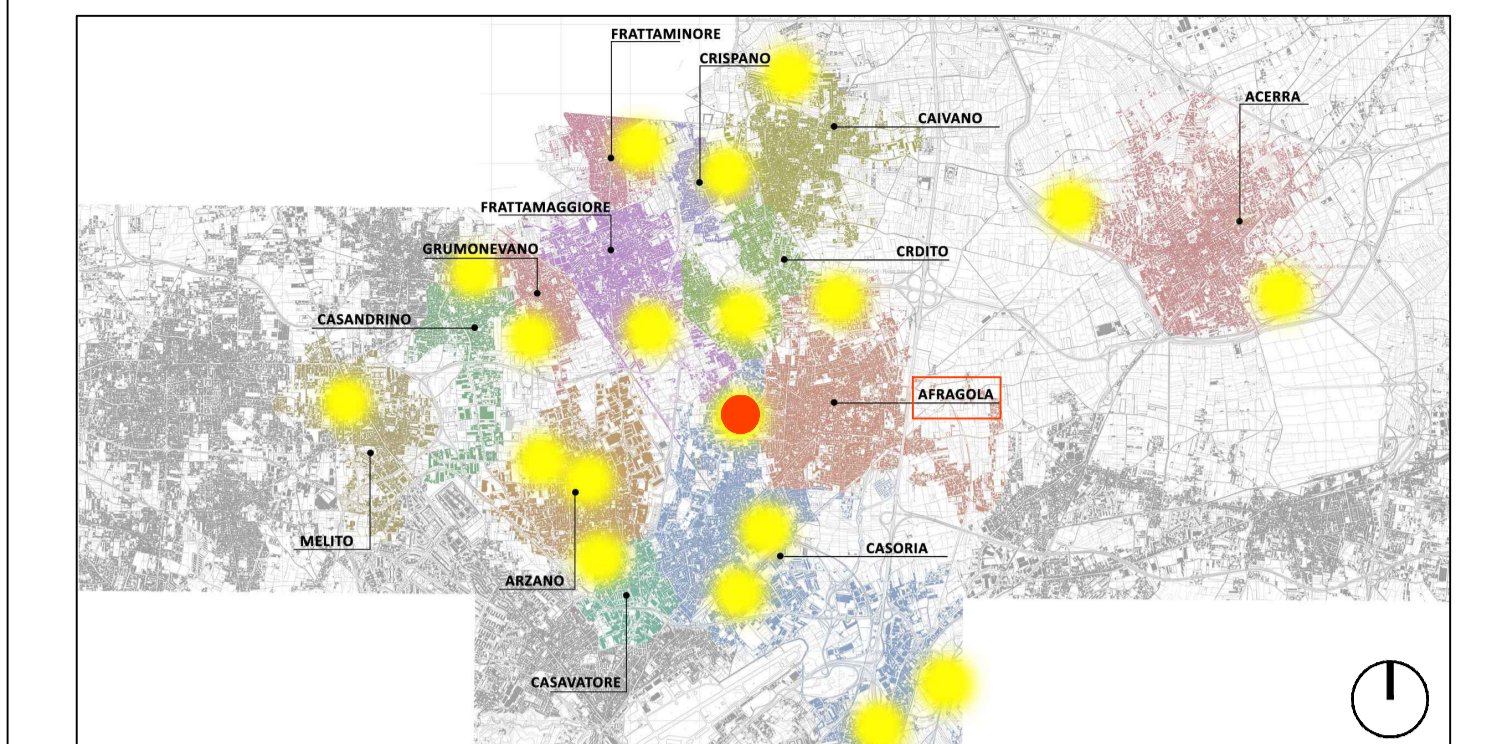 FRATTAMINORE
CRISPANO
ACERRA
CAIVANO
FRATTAMAGGIORE
GRUMONEVANO
CRDITO
CASANDRINO
AFRAGOLA
MELITO
CASORIA
ARZANO
CASAVATORE